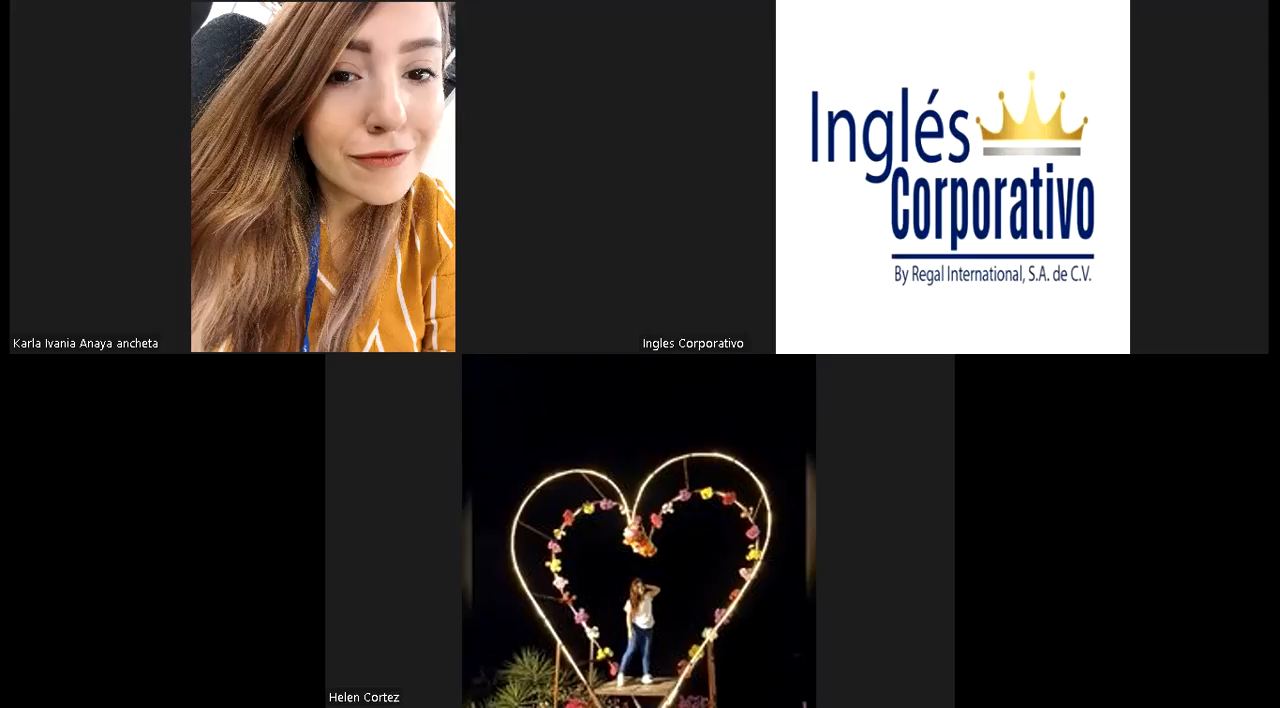 Inglés
Corporativo
By Regal International, S.A. de C.V.
Karla Ivania Anaya ancheta
Ingles Corporativo
Helen Cortez